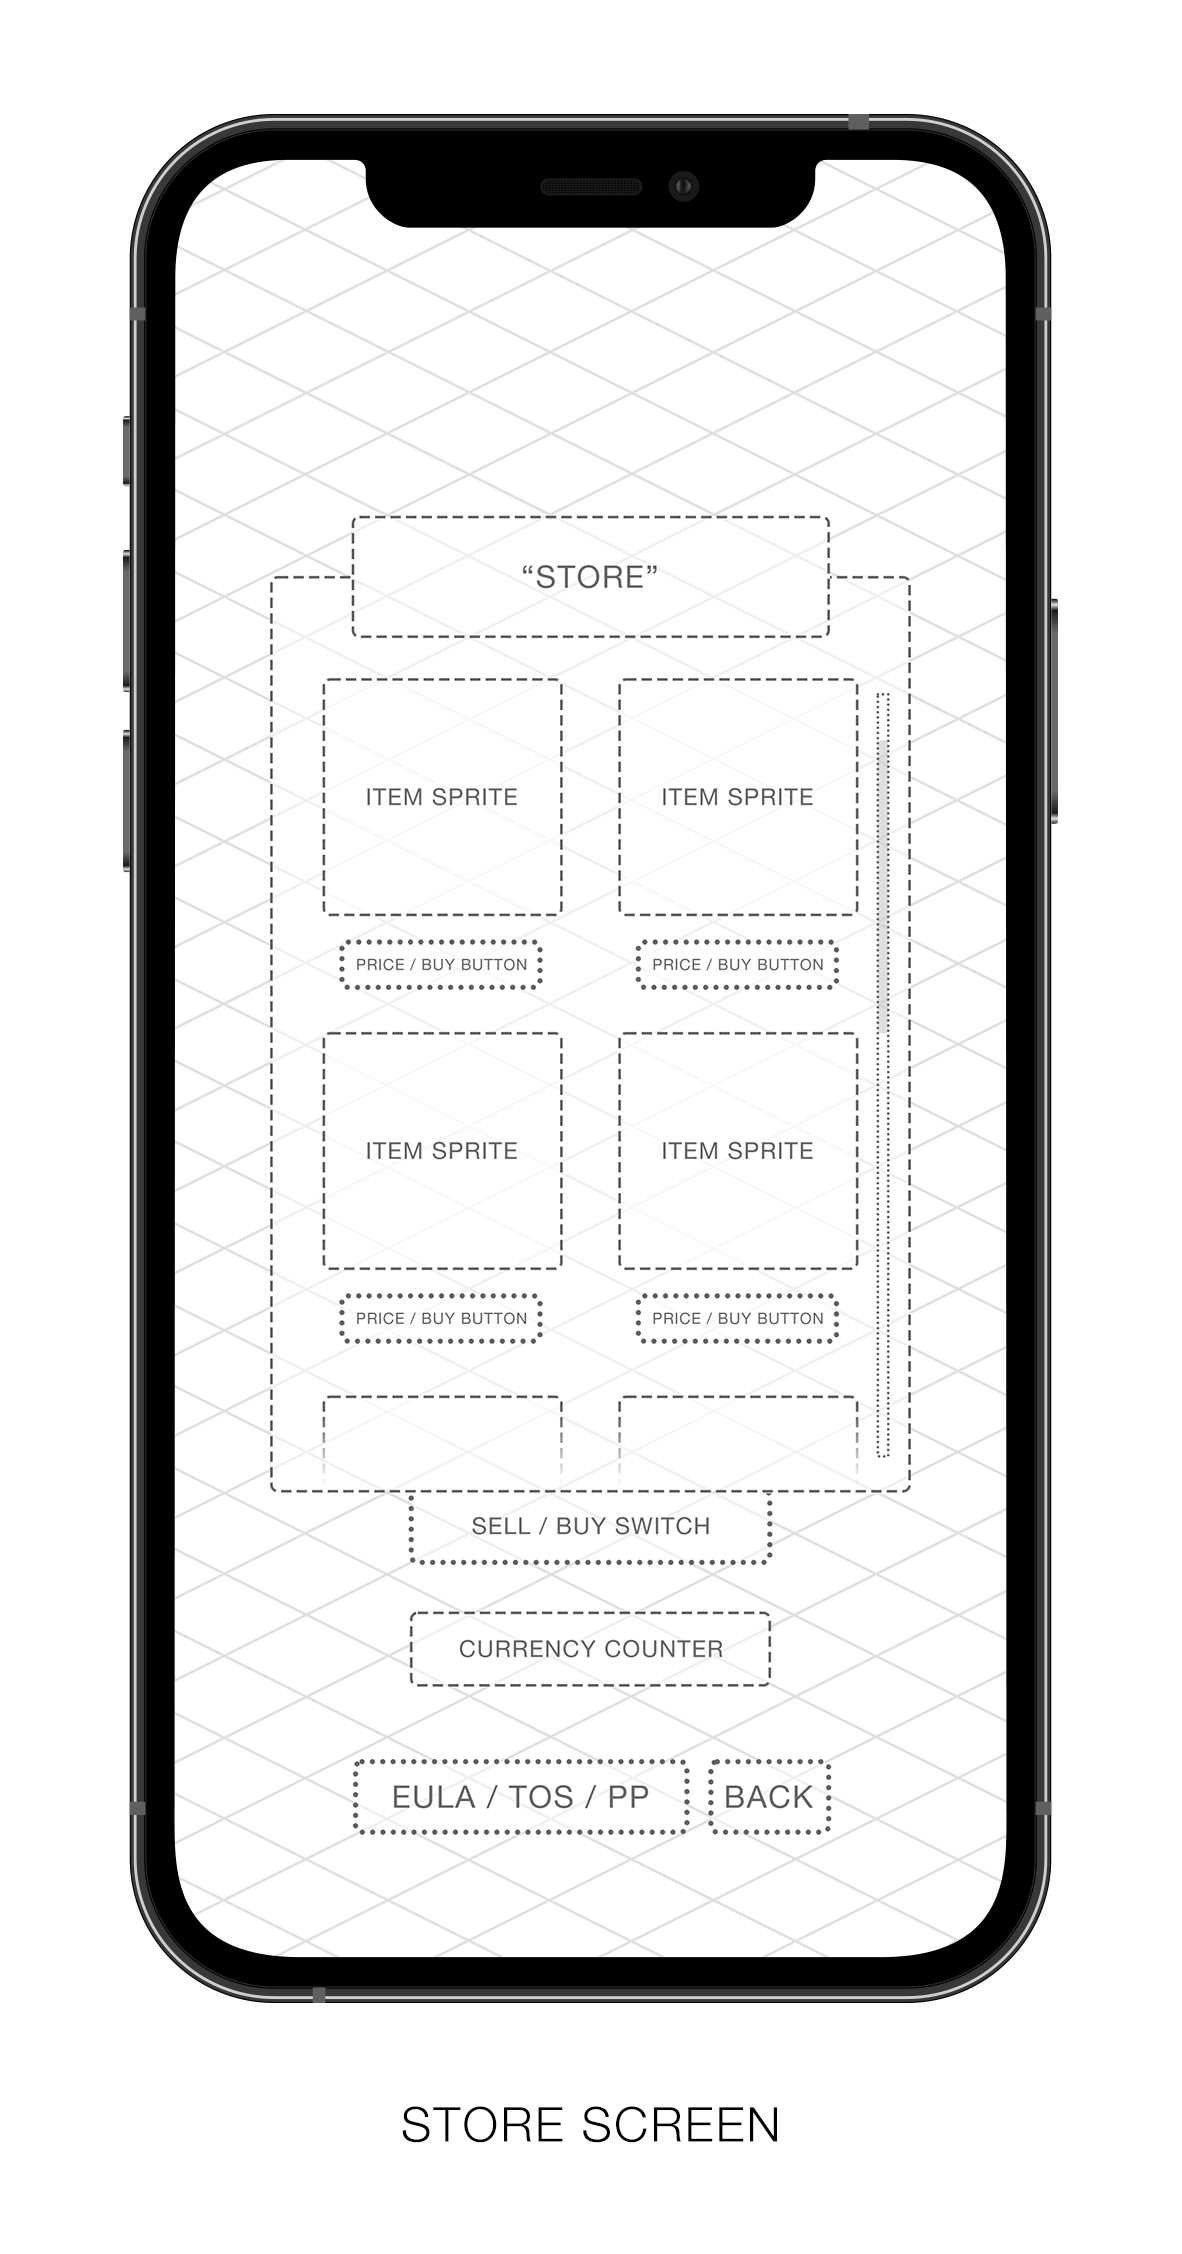 “STORE”
ITEM SPRITE
ITEM SPRITE
PRICE / BUY BUTTON
PRICE / BUY BUTTON
ITEM SPRITE
ITEM SPRITE
PRICE / BUY BUTTON
PRICE / BUY BUTTON
SELL / BUY SWITCH
CURRENCY COUNTER
EULA / TOS / PP
BACK
STORE SCREEN